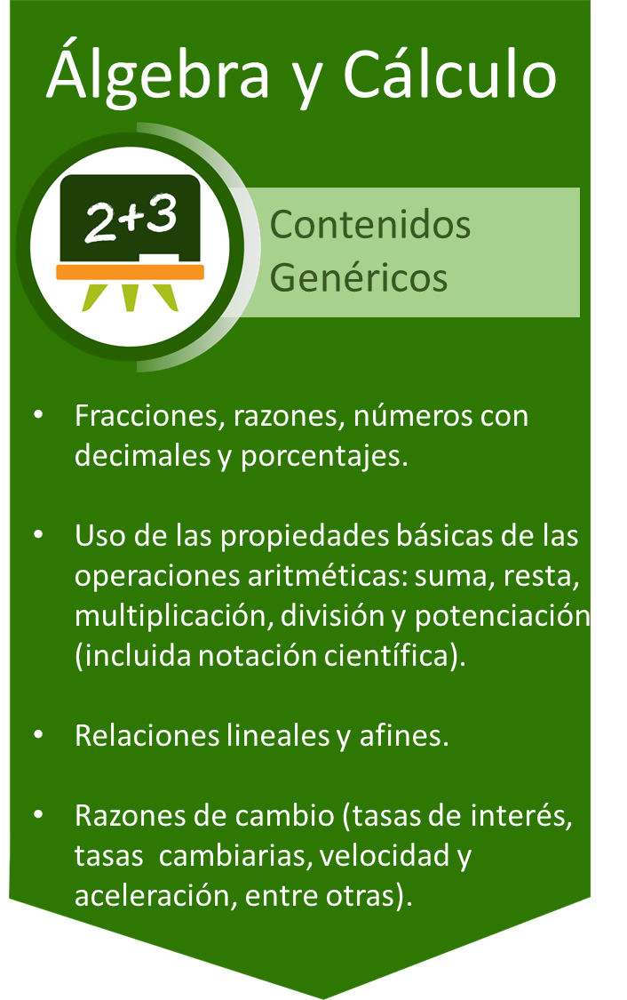 Álgebra y Cálculo
2+3
Contenidos
Genéricos
• Fracciones, razones, números con
decimales y porcentajes.
• Uso de las propiedades básicas de las
operaciones aritméticas: suma, resta,
multiplicación, división y potenciación
(incluida notación científica).
• Relaciones lineales y afines.
• Razones de cambio (tasas de interés,
tasas  cambiarias, velocidad y
aceleración, entre otras).